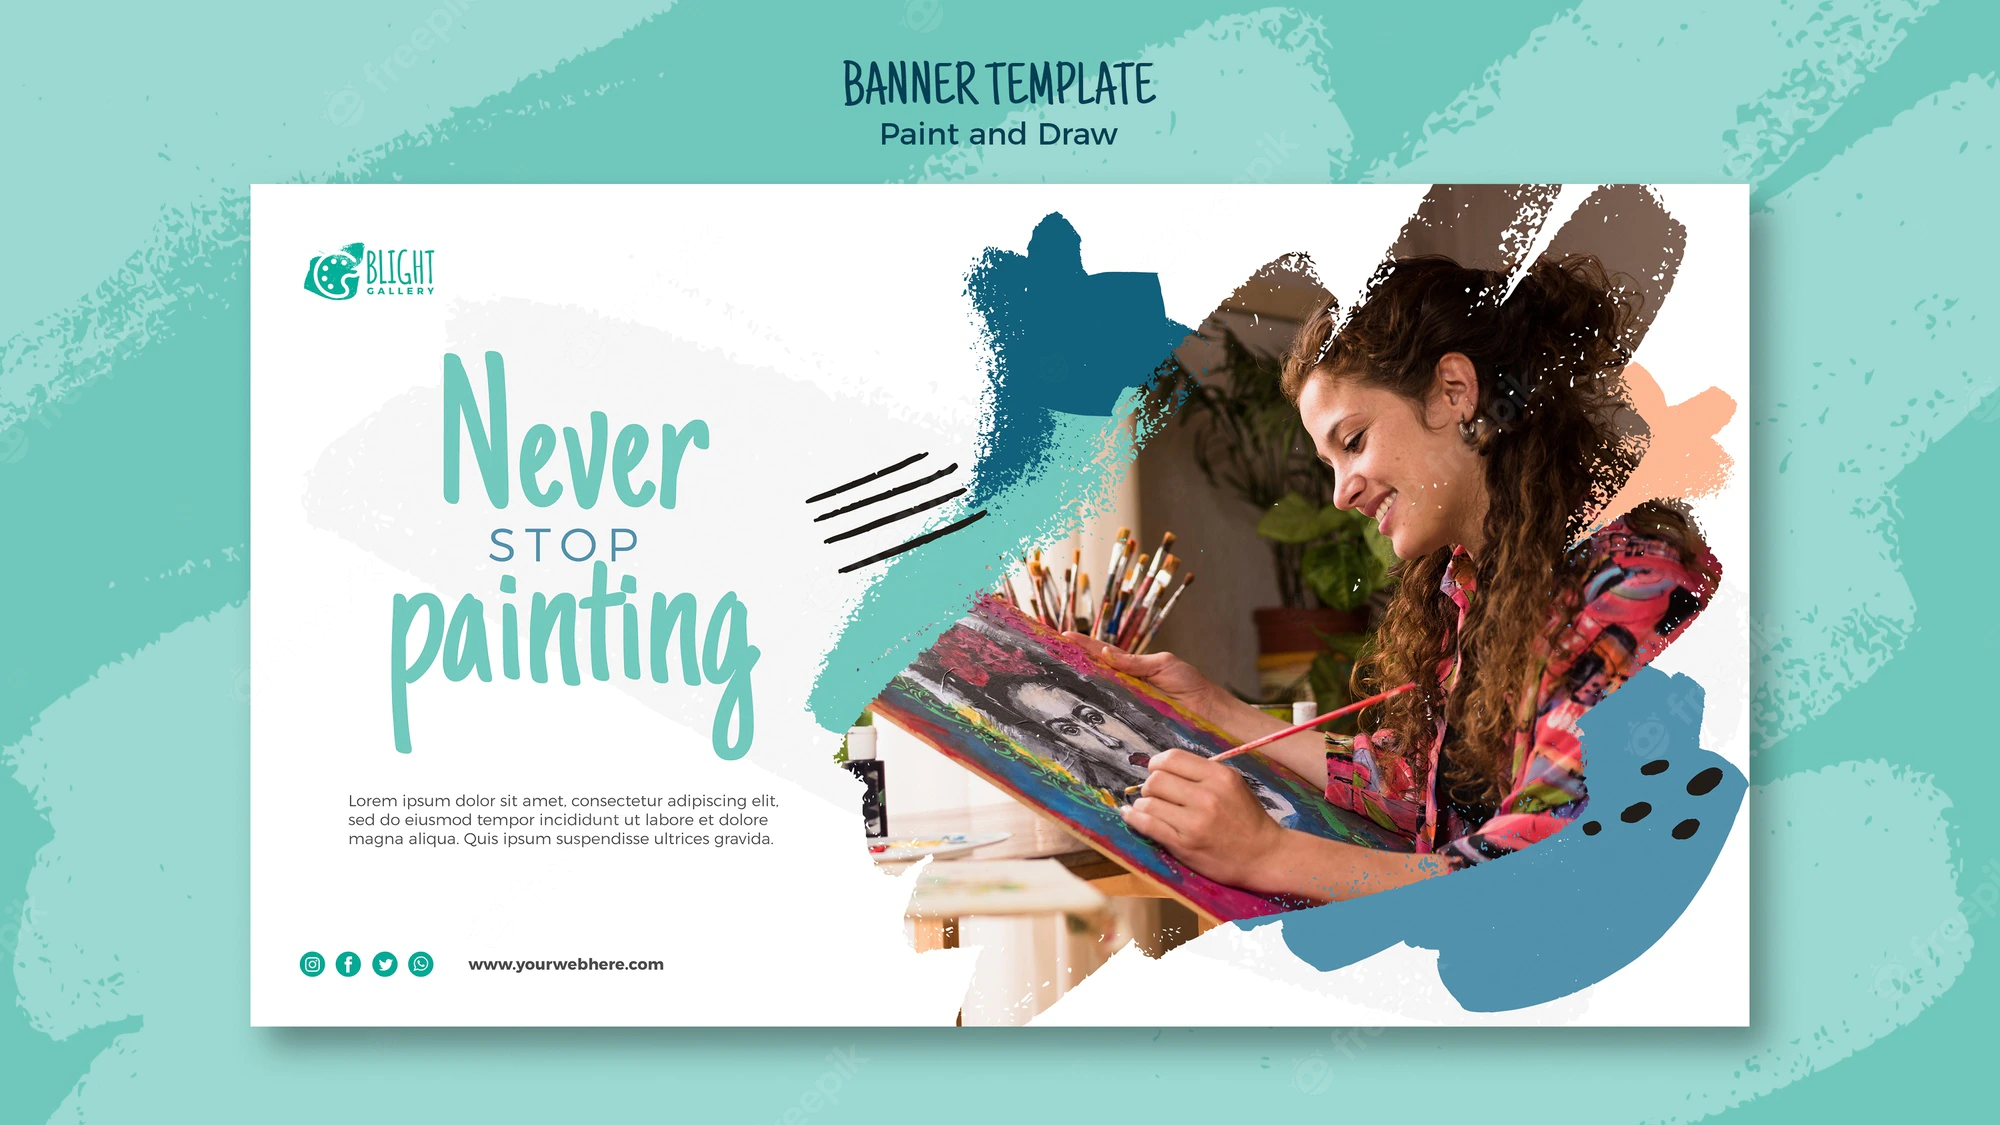 BANNER TEMPLATE
Paint and Draw
BLIGHT
GALLERY
Never
STOP
painting
Lorem ipsum dolor sit amet, consectetur adipiscing elit,
sed do eiusmod tempor incididunt ut labore et dolore
magna aliqua. Quis ipsum suspendisse ultrices gravida.
www.yourwebhere.com
freepik